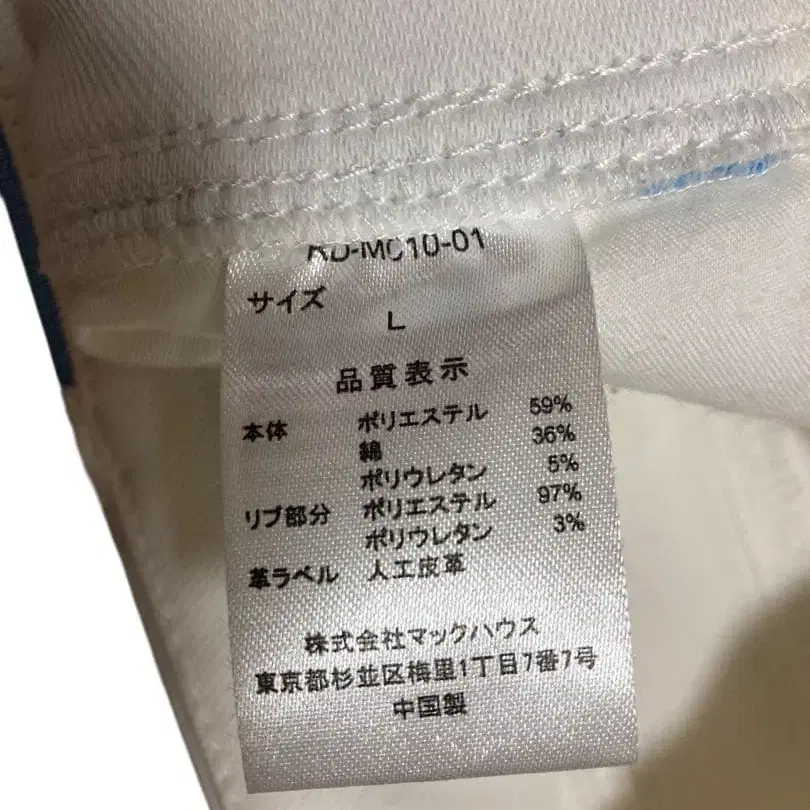 サイズ
L
品質表示
本体 ポリエステル 59%
綿 36%
ポリウレタン 5%
リブ部分 ポリエステル 97%
ポリウレタン 3%
革ラベル 人工皮革
株式会社マックハウス
東京都杉並区梅里1丁目7番7号
中国製